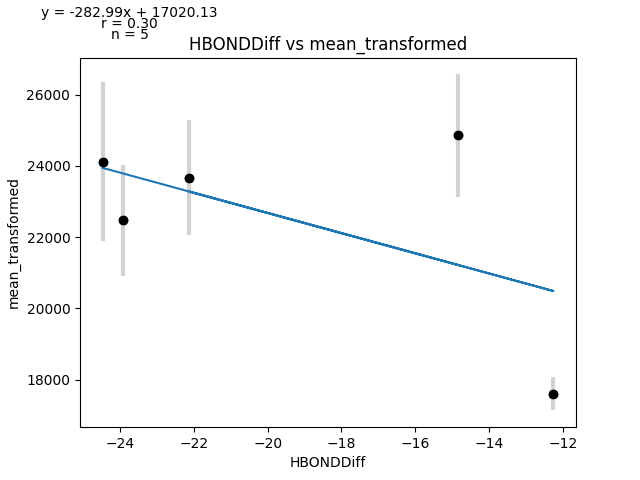 y = -282.99x + 17020.13
r = 0.30
n = 5
HBONDDiff vs mean_transformed
mean_transformed
26000
24000
22000
20000
18000
−24
−22
−20
−18
−16
−14
−12
HBONDDiff